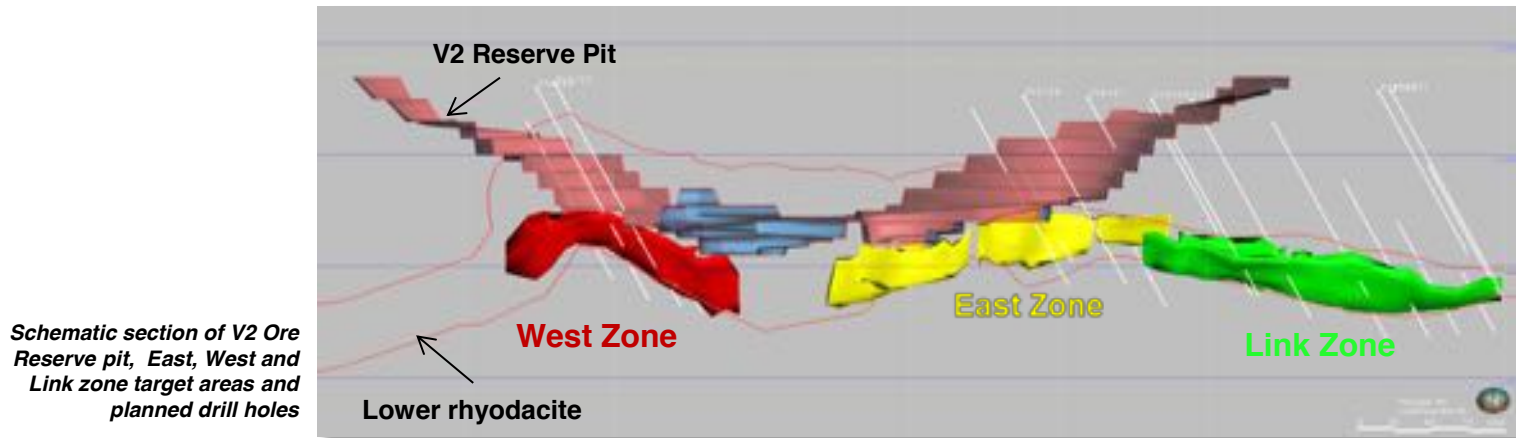 V2 Reserve Pit
East Zone
West Zone
Link Zone
Schematic section of V2 Ore
Reserve pit, East, West and
Link zone target areas and
planned drill holes
Lower rhyodacite